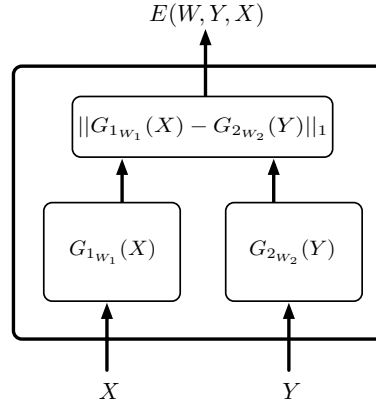 E(W, Y, X)
||G_{1_{W_1}}(X) − G_{2_{W_2}}(Y)||_1
G_{1_{W_1}}(X) G_{2_{W_2}}(Y)
X Y